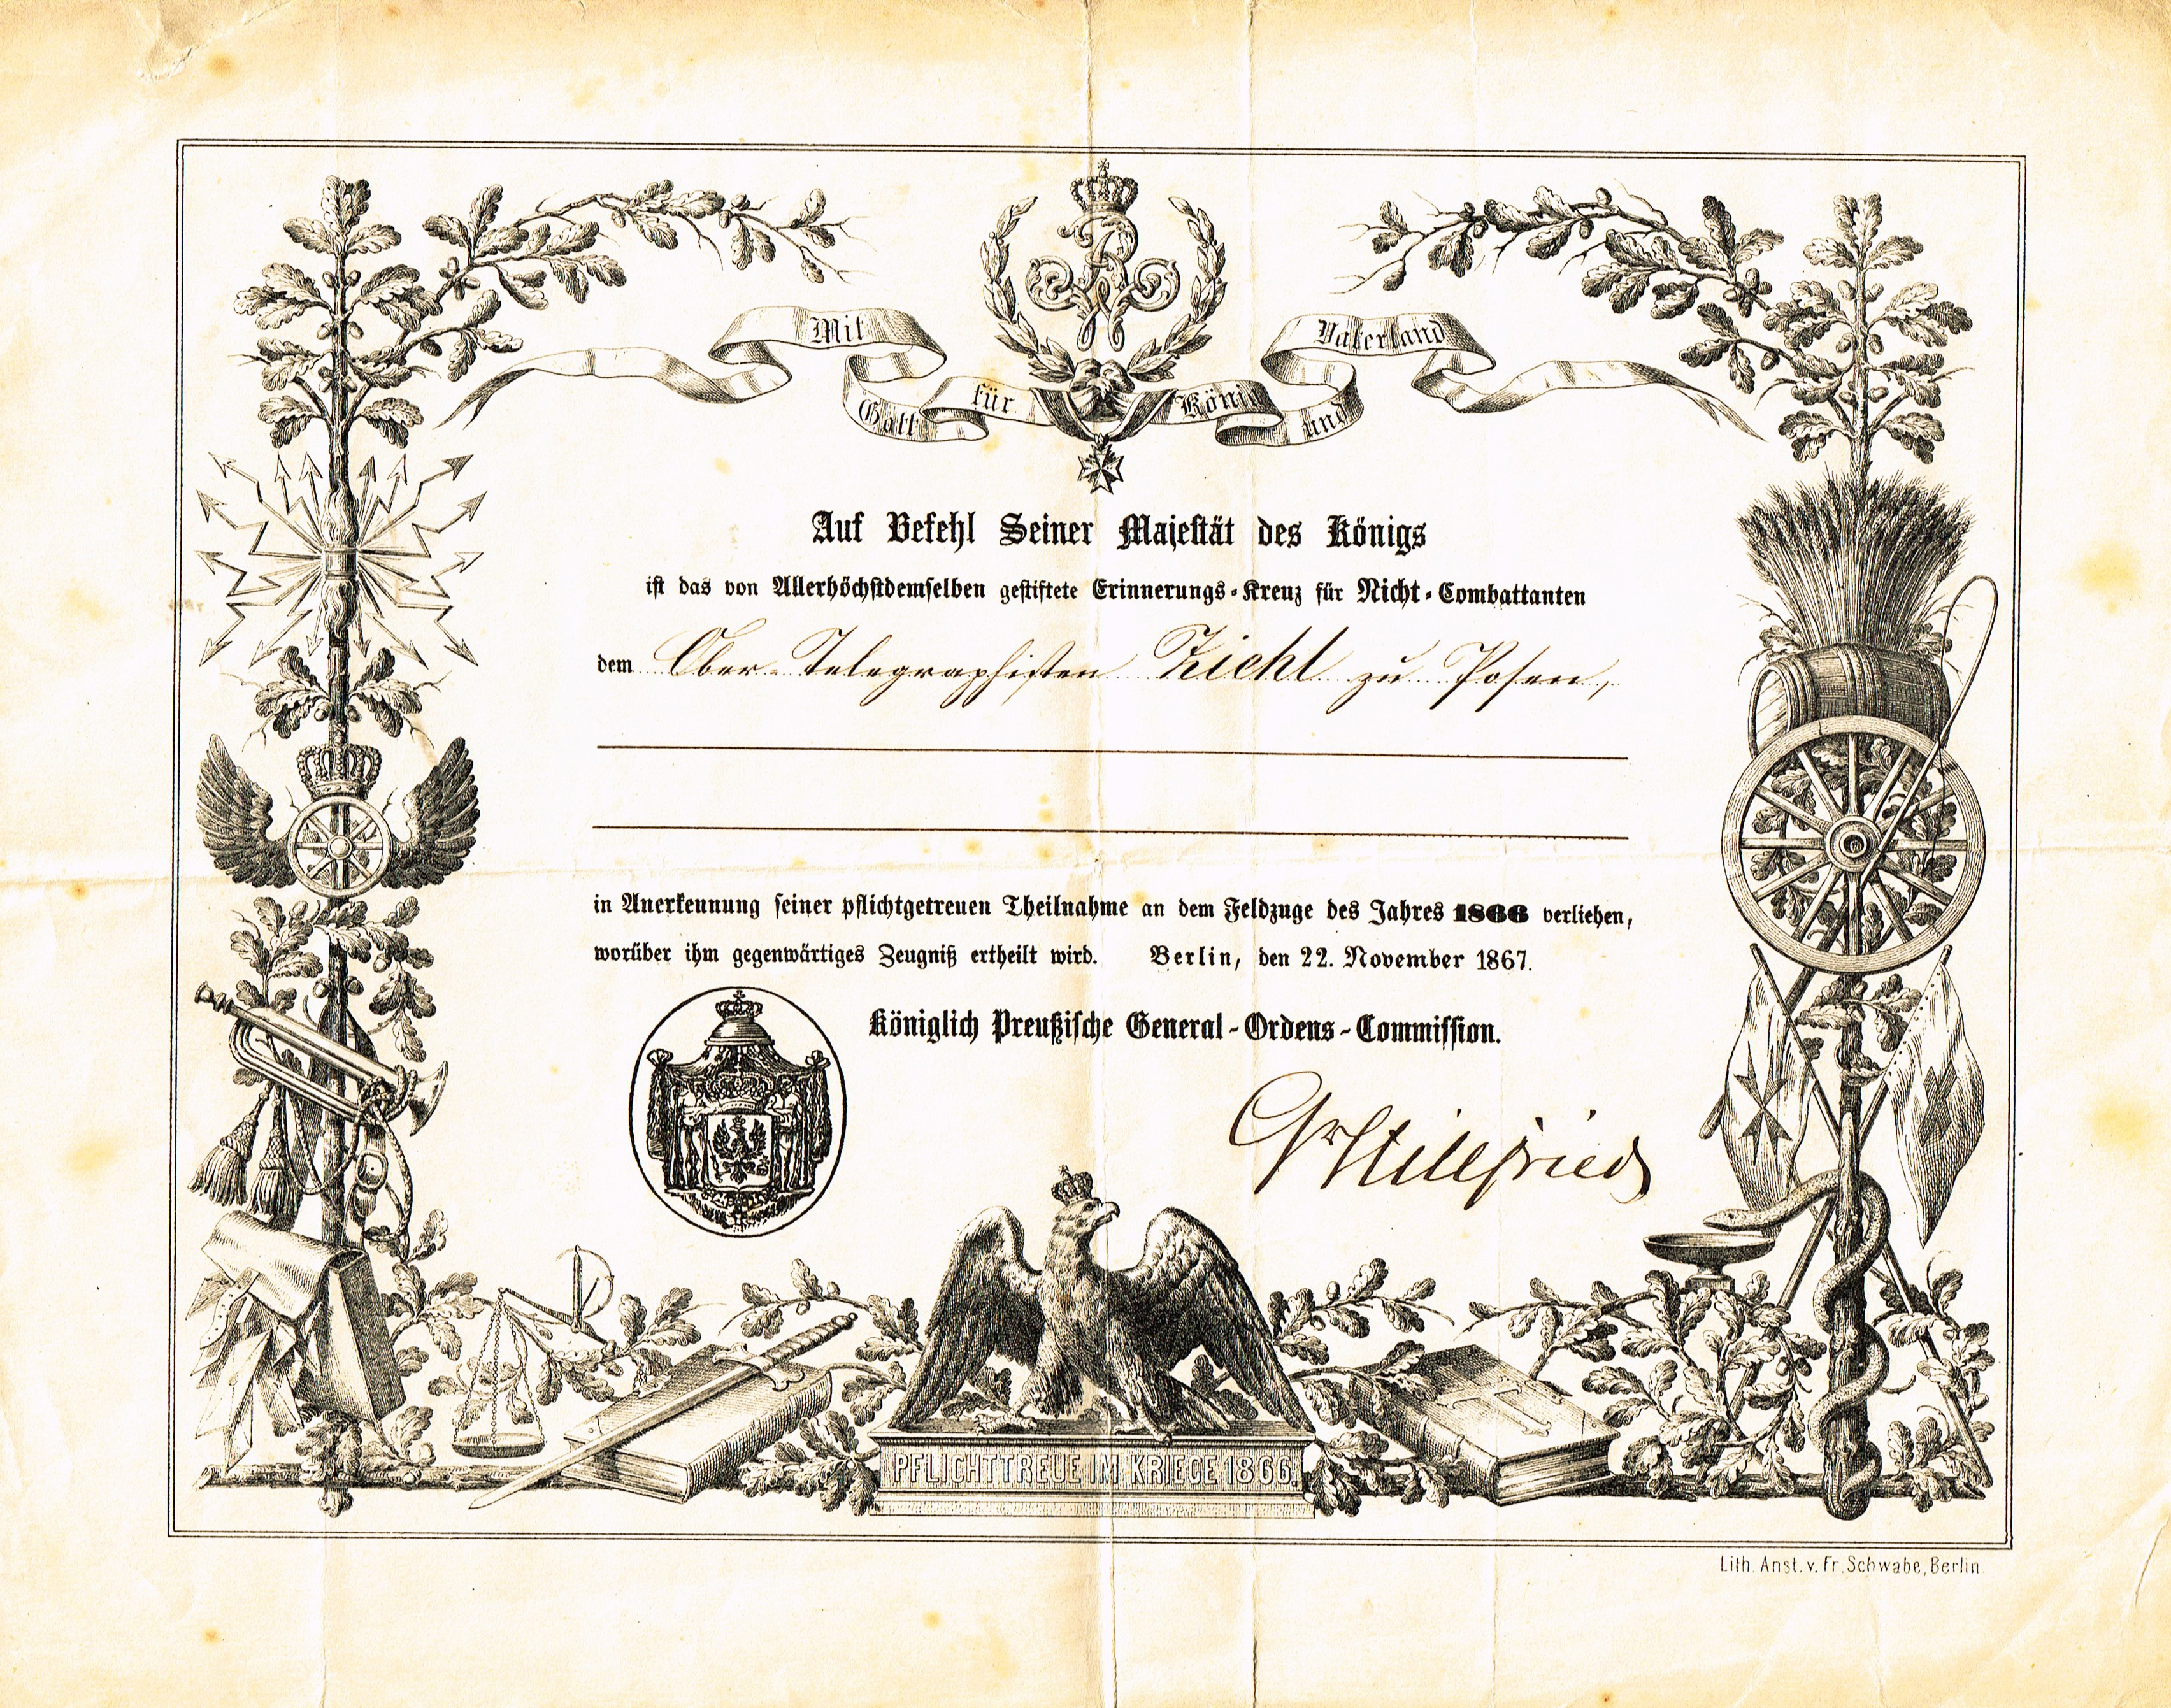 Mit Gott für König und Vaterland
Auf Befehl Seiner Majestät des Königs
ist das von Allerhöchstdemselben gestiftete Erinnerungs-Kreuz für Nicht-Combattanten
dem Ober-Telegraphisten zu Posen,
in Anerkennung seiner pflichtgetreuen Theilnahme an dem Feldzuge des Jahres 1866 verliehen,
worüber ihm gegenwärtiges Zeugniß ertheilt wird. Berlin, den 22. November 1867.
Königlich Preußische General-Ordens-Commission.
Gr Stillfried
PFLICHTTREUE IM KRIEGE 1866.
Lith. Anst. v. Fr. Schwabe, Berlin.